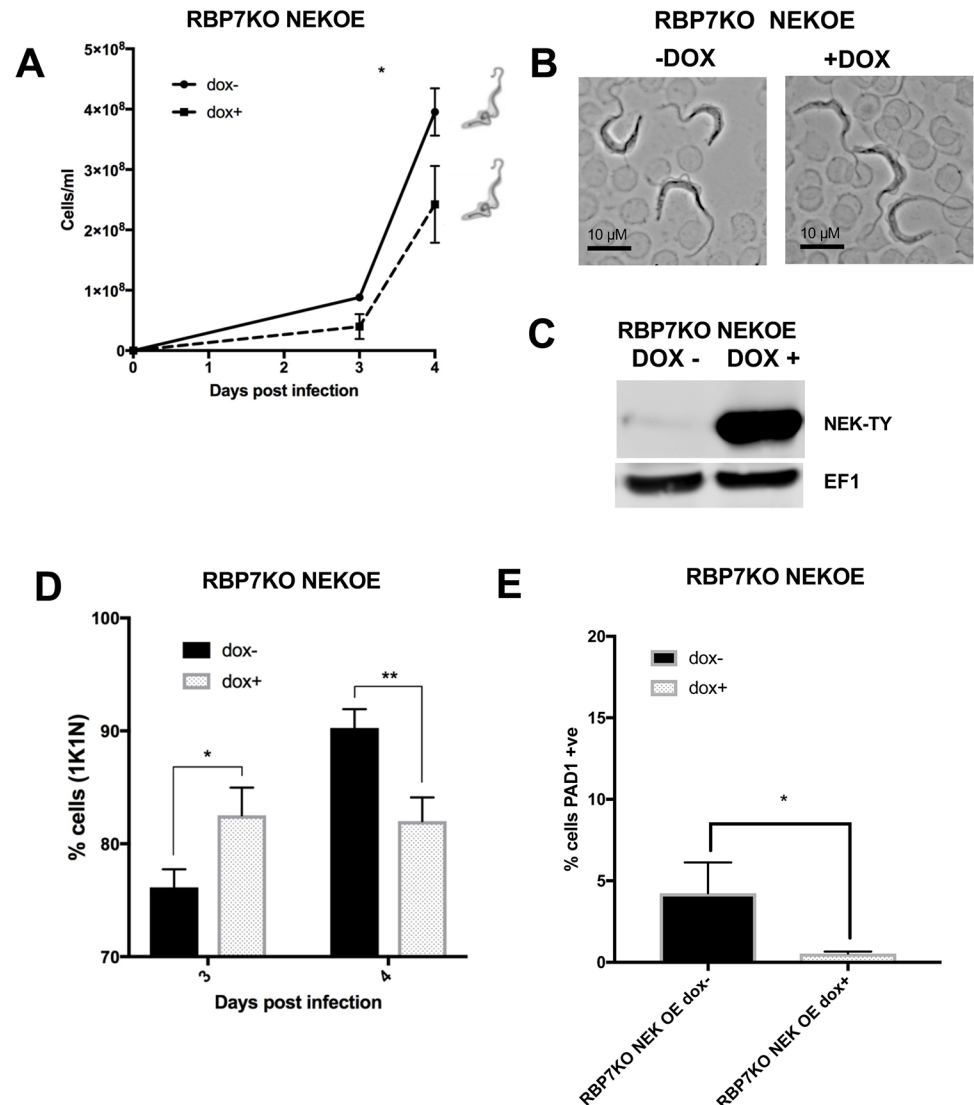 A
RBP7KO NEKOE
5×10⁸
4×10⁸
3×10⁸
2×10⁸
1×10⁸
0
Cells/ml
dox-
dox+
*
0 1 2 3 4
Days post infection
B
RBP7KO NEKOE
-DOX +DOX
10 µM
10 µM
C
RBP7KO NEKOE
DOX - DOX +
NEK-TY
EF1
D
RBP7KO NEKOE
100
90
80
70
% cells (1K1N)
dox-
dox+
*
**
3 4
Days post infection
E
RBP7KO NEKOE
20
15
10
5
0
% cells PAD1 +ve
dox-
dox+
*
RBP7KO NEK OE dox-
RBP7KO NEK OE dox+